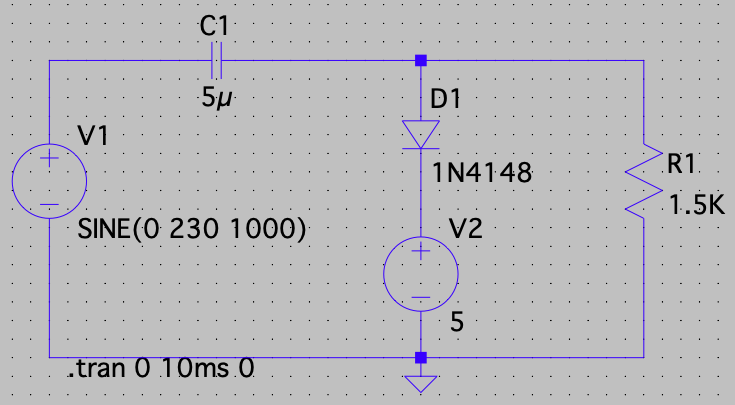 C1
5µ
D1
V1
1N4148
R1
1.5K
SINE(0 230 1000)
V2
5
.tran 0 10ms 0